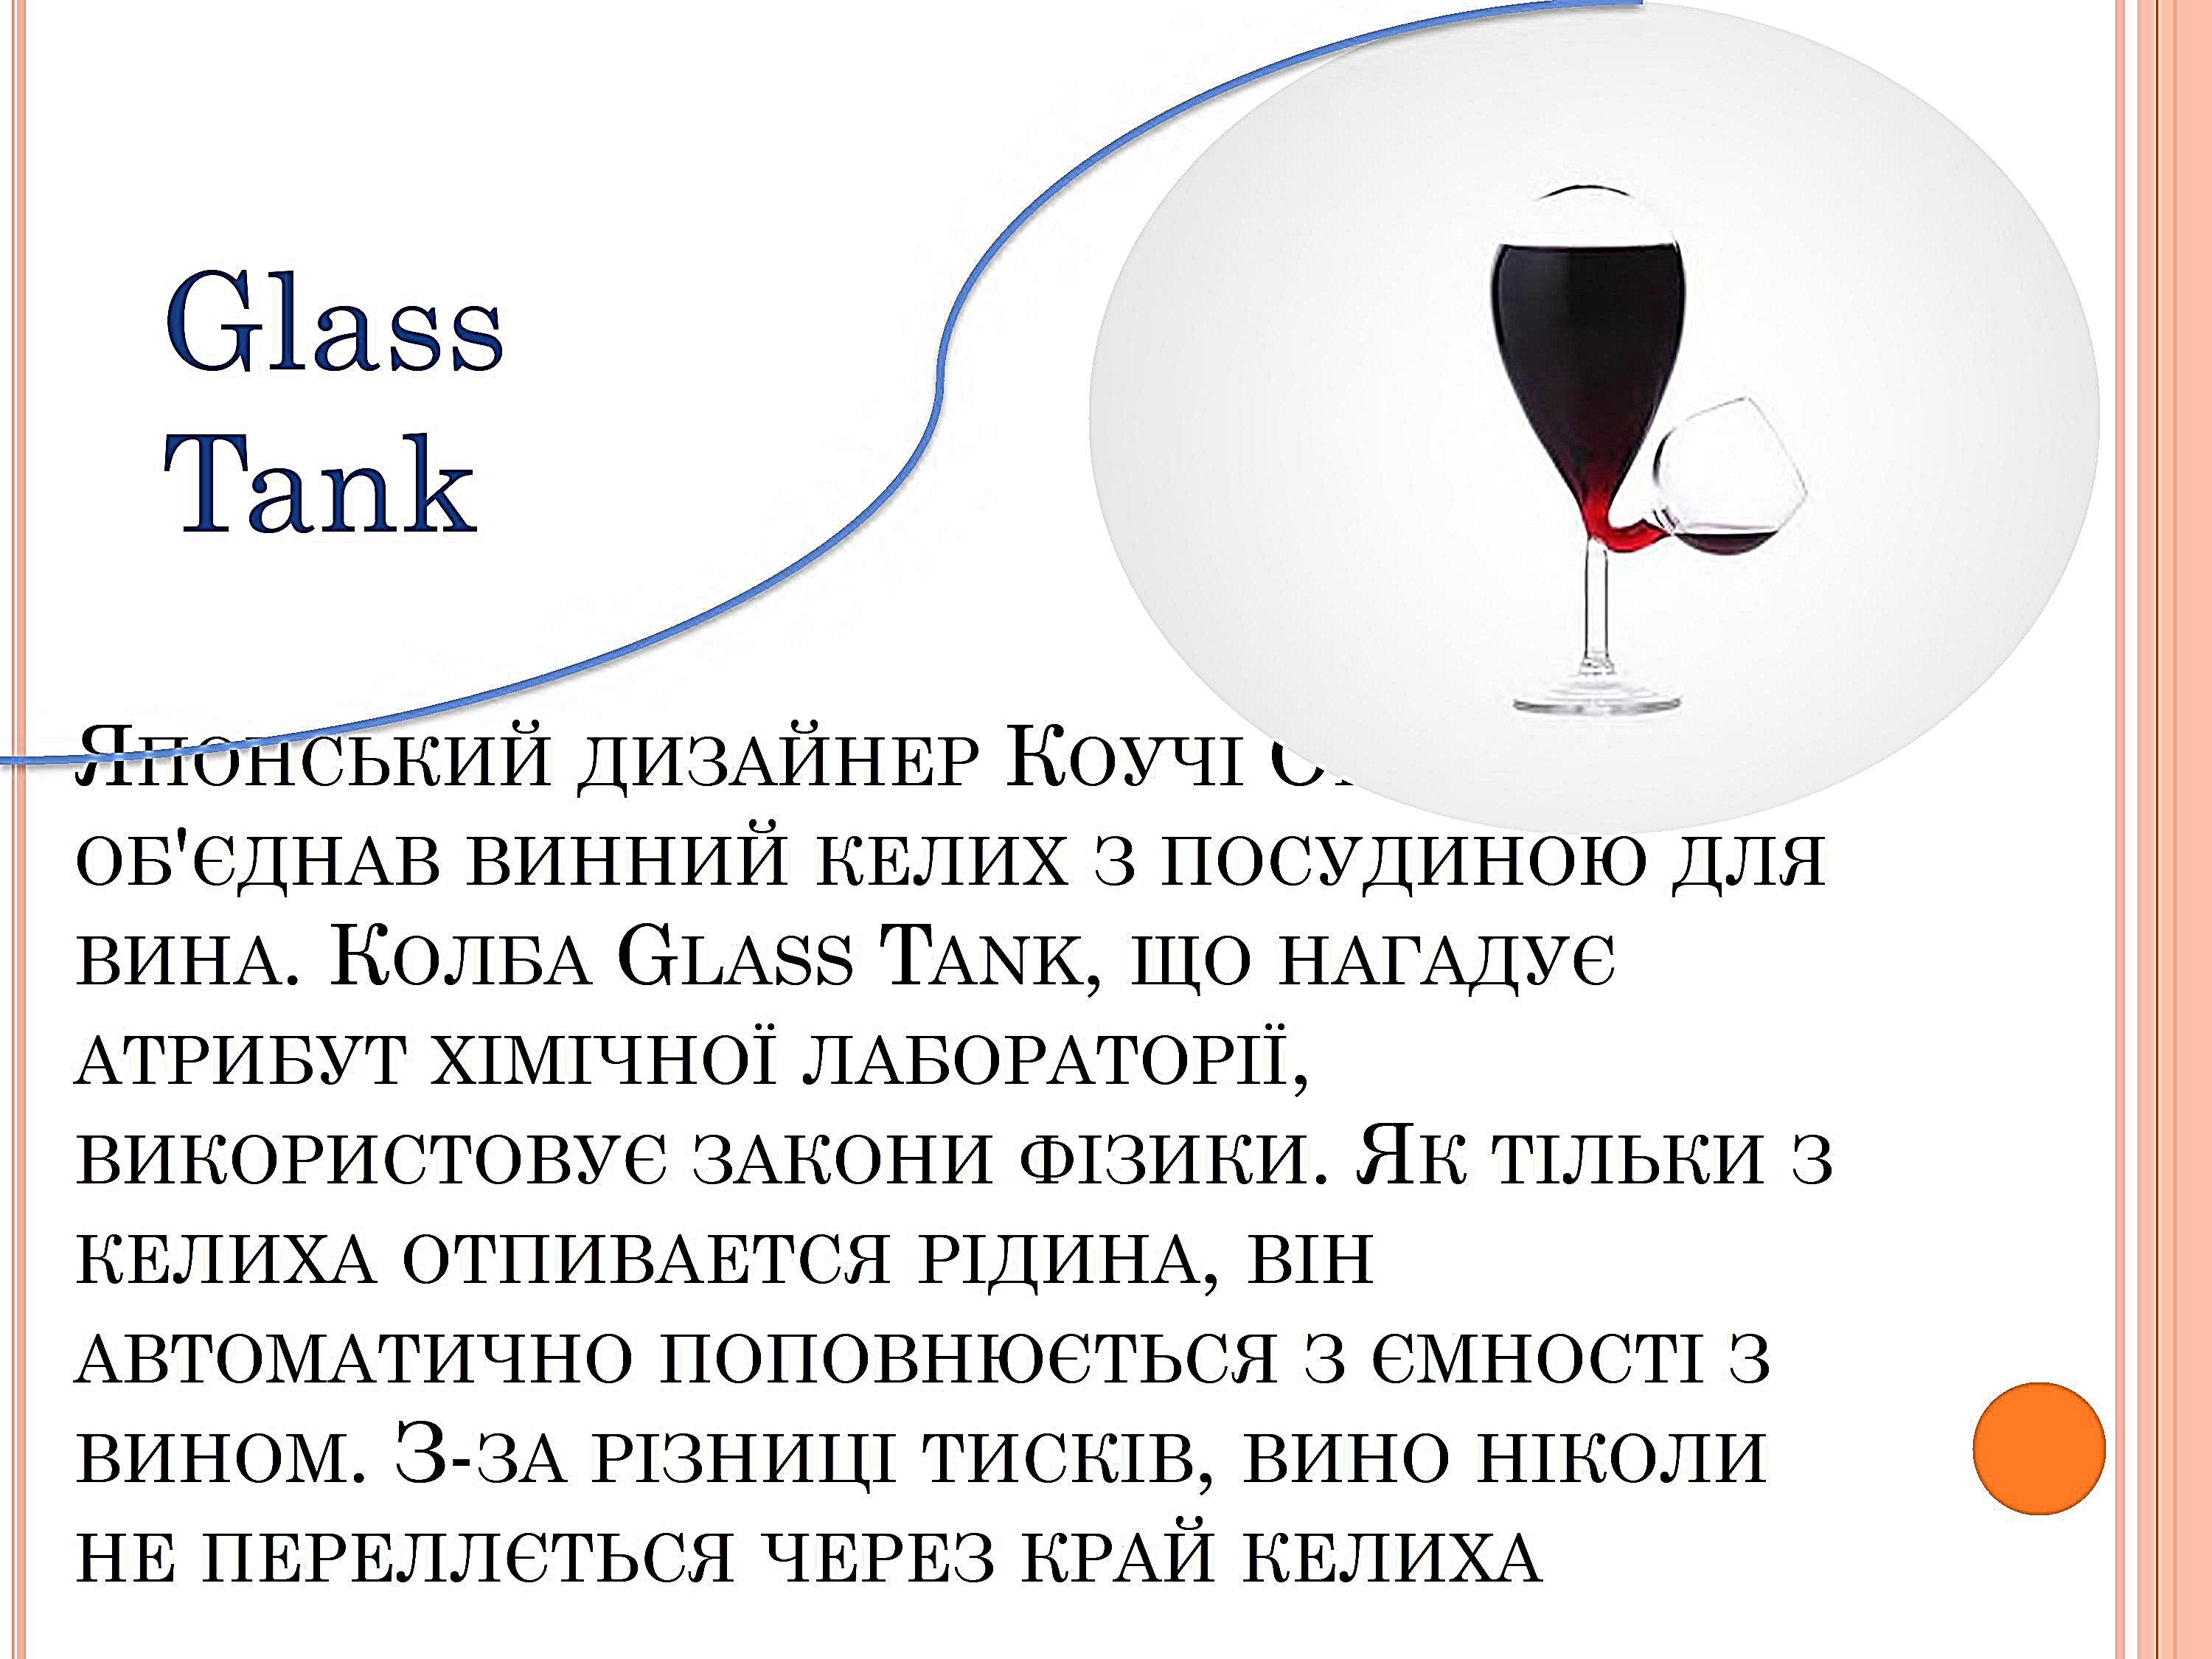 Glass
Tank
Японський дизайнер Коучі
об'єднав винний келих з посудиною для
вина. Колба Glass Tank, що нагадує
атрибут хімічної лабораторії,
використовує закони фізики. Як тільки з
келиха отпивается рідина, він
автоматично поповнюється з ємності з
вином. З-за різниці тисків, вино ніколи
не переллється через край келиха